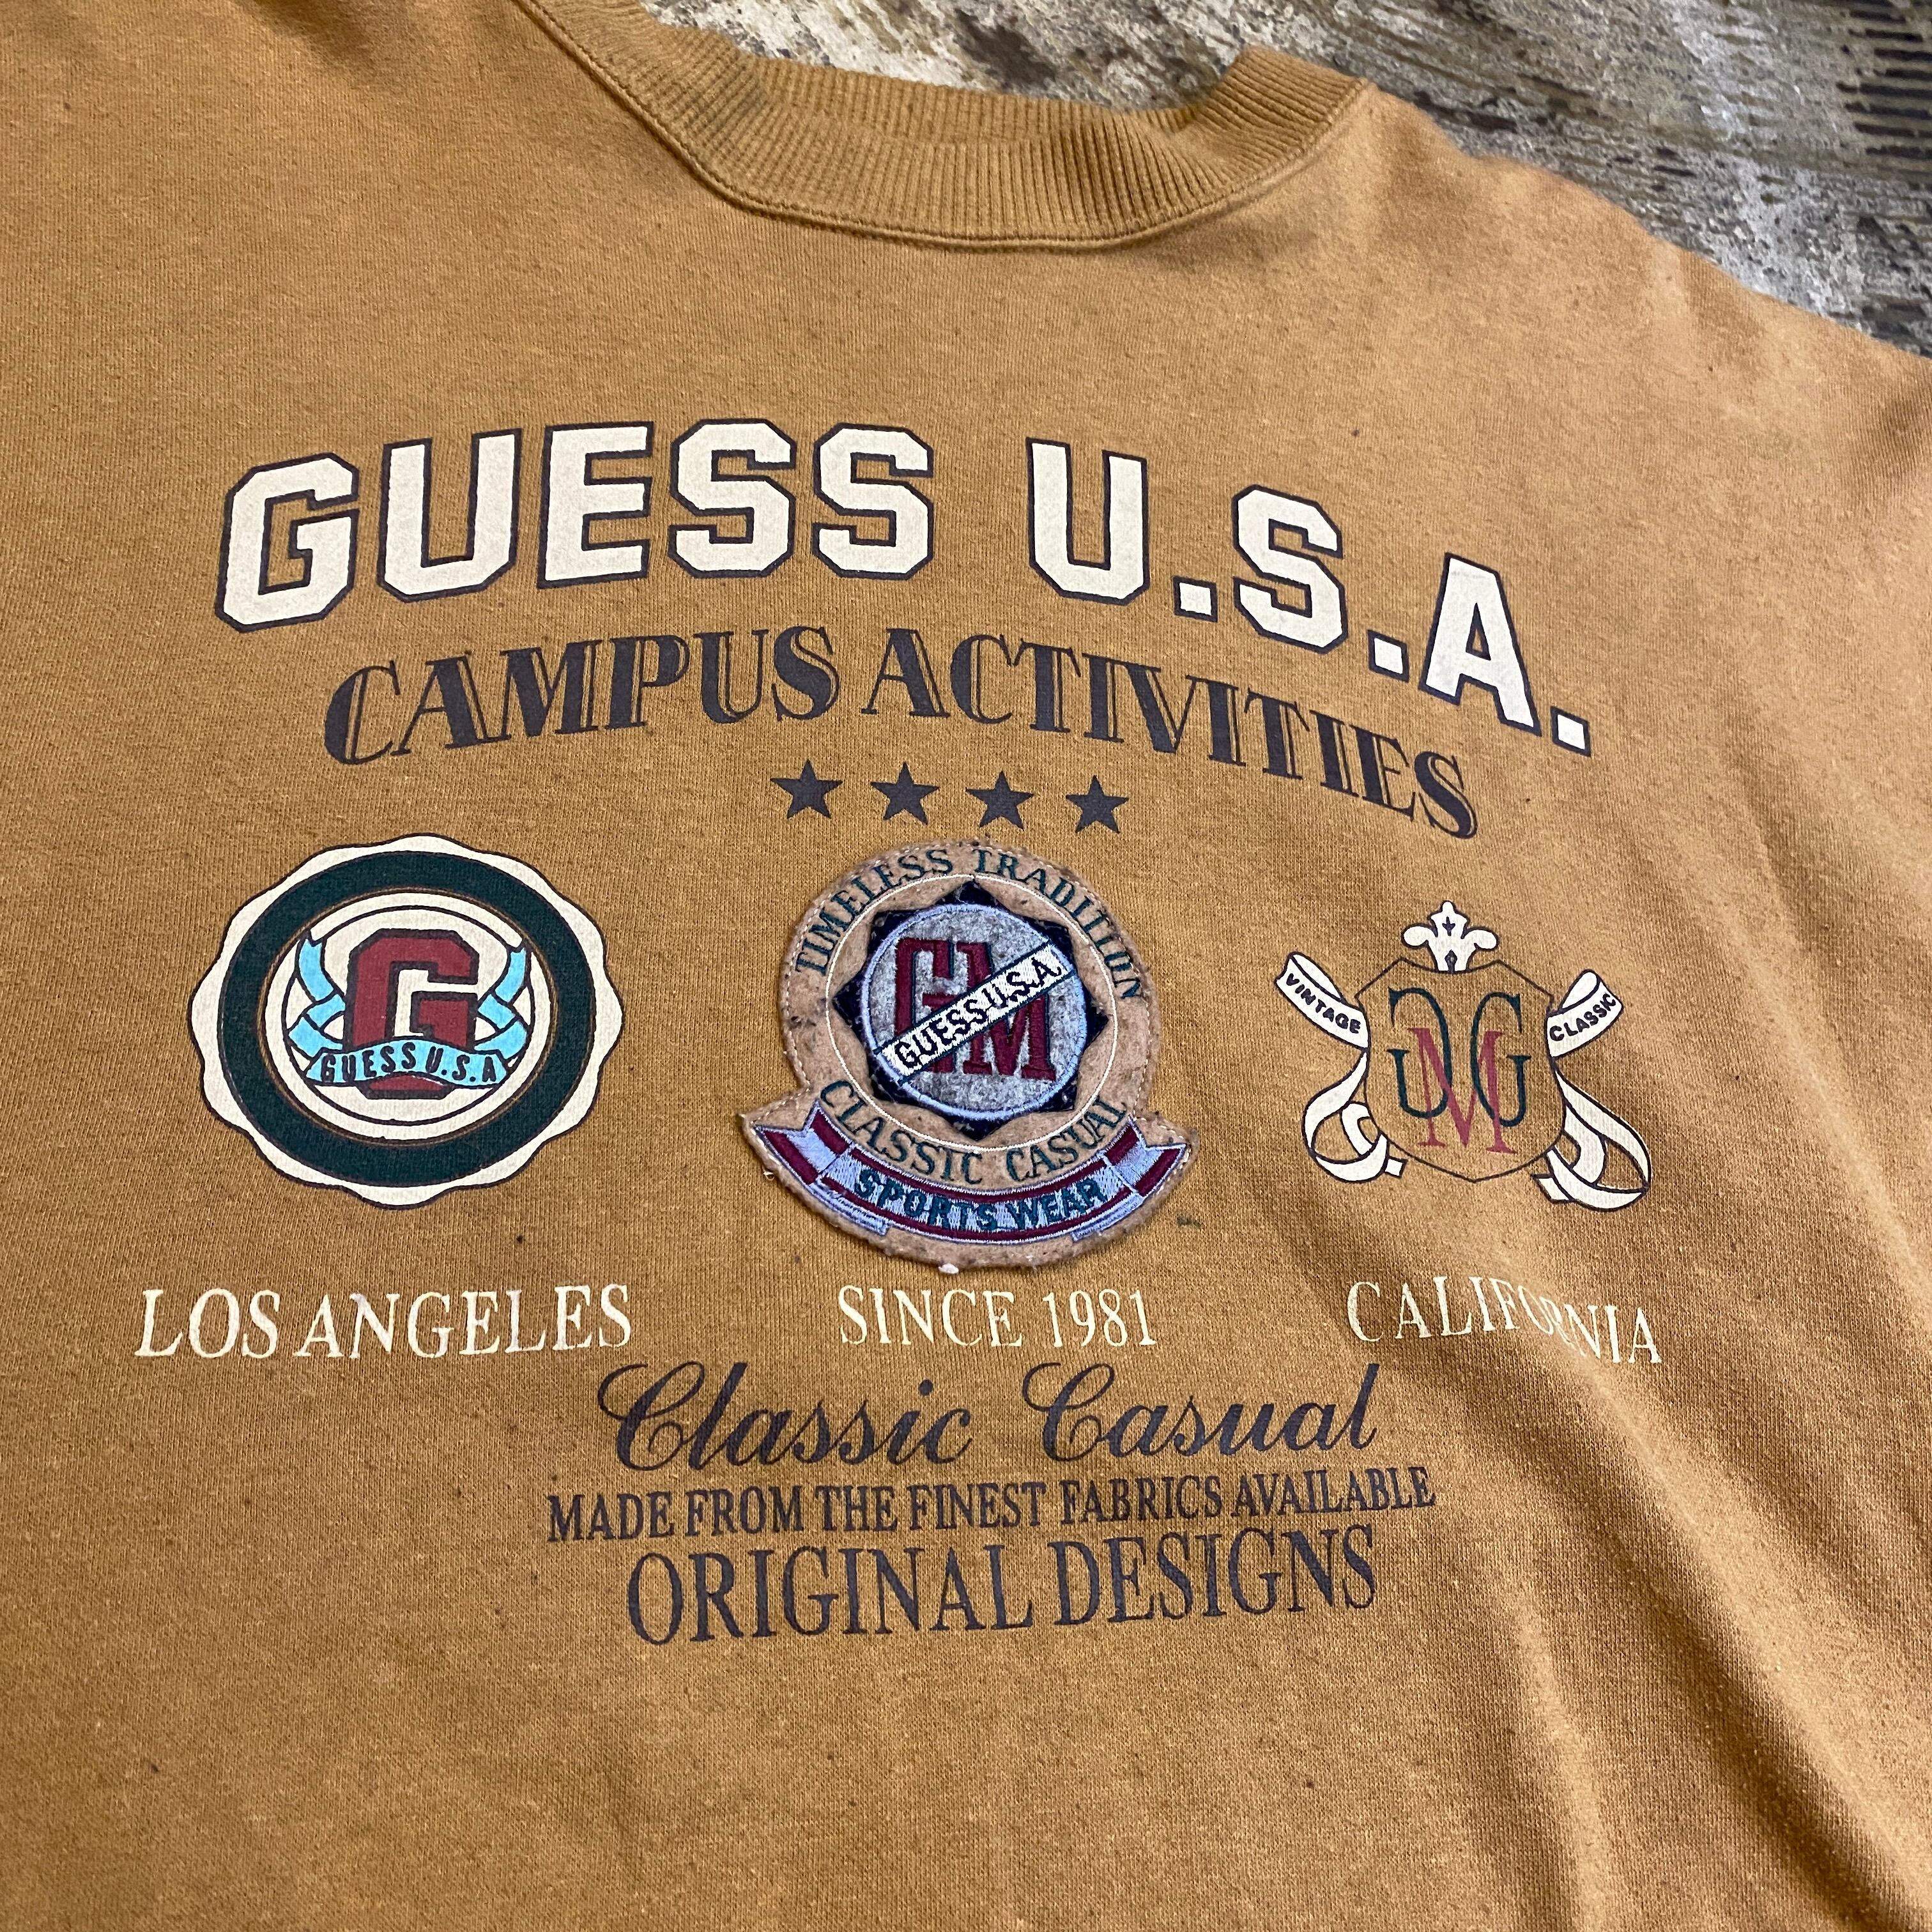 GUESS U.S.A.
CAMPUS ACTIVITIES
G
GUESS U.S.A
TIMELESS TRADITION
GM
GUESS U.S.A.
CLASSIC CASUAL
SPORTS WEAR
VINTAGE
CLASSIC
GMG
LOS ANGELES
SINCE 1981
CALIFORNIA
Classic Casual
MADE FROM THE FINEST FABRICS AVAILABLE
ORIGINAL DESIGNS